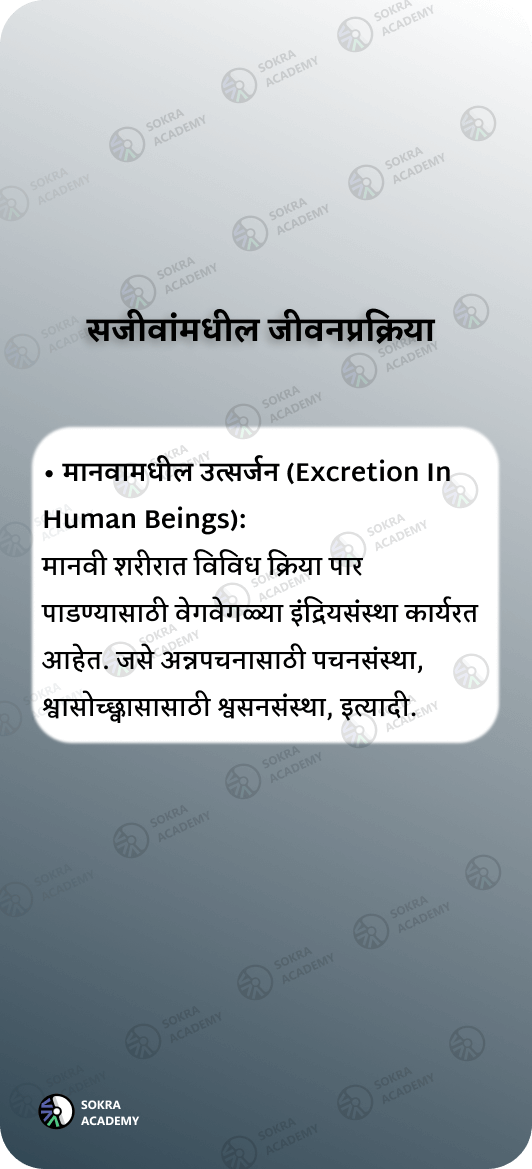 सजीवांमधील जीवनप्रक्रिया
• मानवामधील उत्सर्जन (Excretion In
Human Beings):
मानवी शरीरात विविध क्रिया पार
पाडण्यासाठी वेगवेगळ्या इंद्रियसंस्था कार्यरत
आहेत. जसे अन्नपचनासाठी पचनसंस्था,
श्वासोच्छ्वासासाठी श्वसनसंस्था, इत्यादी.
SOKRA
ACADEMY